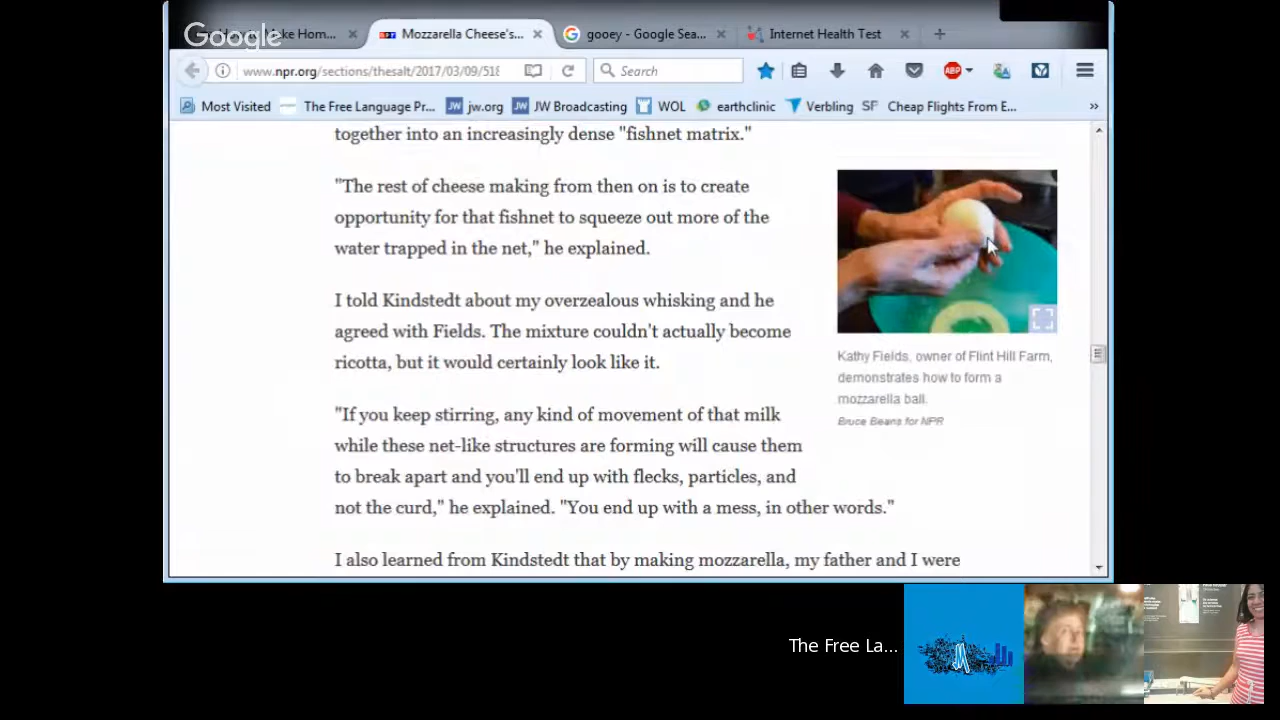 Google
ke Hom...
Mozzarella Cheese's...
gooey - Google Sea...
Internet Health Test
www.npr.org/sections/thesalt/2017/03/09/518
Search
ABP
Most Visited
The Free Language Pr...
JW
jw.org
JW
JW Broadcasting
WOL
earthclinic
Verbling
SF
Cheap Flights From E...
together into an increasingly dense "fishnet matrix."
"The rest of cheese making from then on is to create
opportunity for that fishnet to squeeze out more of the
water trapped in the net," he explained.
I told Kindstedt about my overzealous whisking and he
agreed with Fields. The mixture couldn't actually become
ricotta, but it would certainly look like it.
"If you keep stirring, any kind of movement of that milk
while these net-like structures are forming will cause them
to break apart and you'll end up with flecks, particles, and
not the curd," he explained. "You end up with a mess, in other words."
I also learned from Kindstedt that by making mozzarella, my father and I were
Kathy Fields, owner of Flint Hill Farm,
demonstrates how to form a
mozzarella ball.
Bruce Beans for NPR
The Free La...